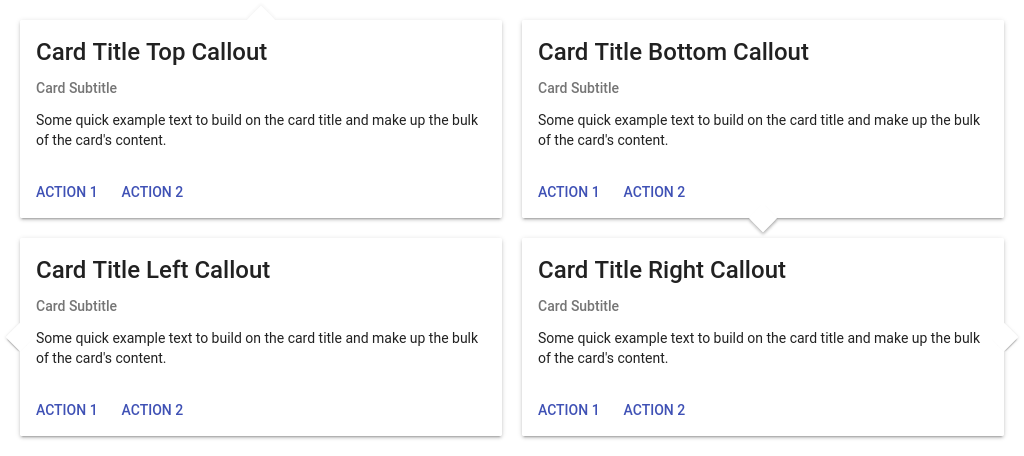 Card Title Top Callout
Card Subtitle
Some quick example text to build on the card title and make up the bulk
of the card's content.
ACTION 1 ACTION 2
Card Title Bottom Callout
Card Subtitle
Some quick example text to build on the card title and make up the bulk
of the card's content.
ACTION 1 ACTION 2
Card Title Left Callout
Card Subtitle
Some quick example text to build on the card title and make up the bulk
of the card's content.
ACTION 1 ACTION 2
Card Title Right Callout
Card Subtitle
Some quick example text to build on the card title and make up the bulk
of the card's content.
ACTION 1 ACTION 2